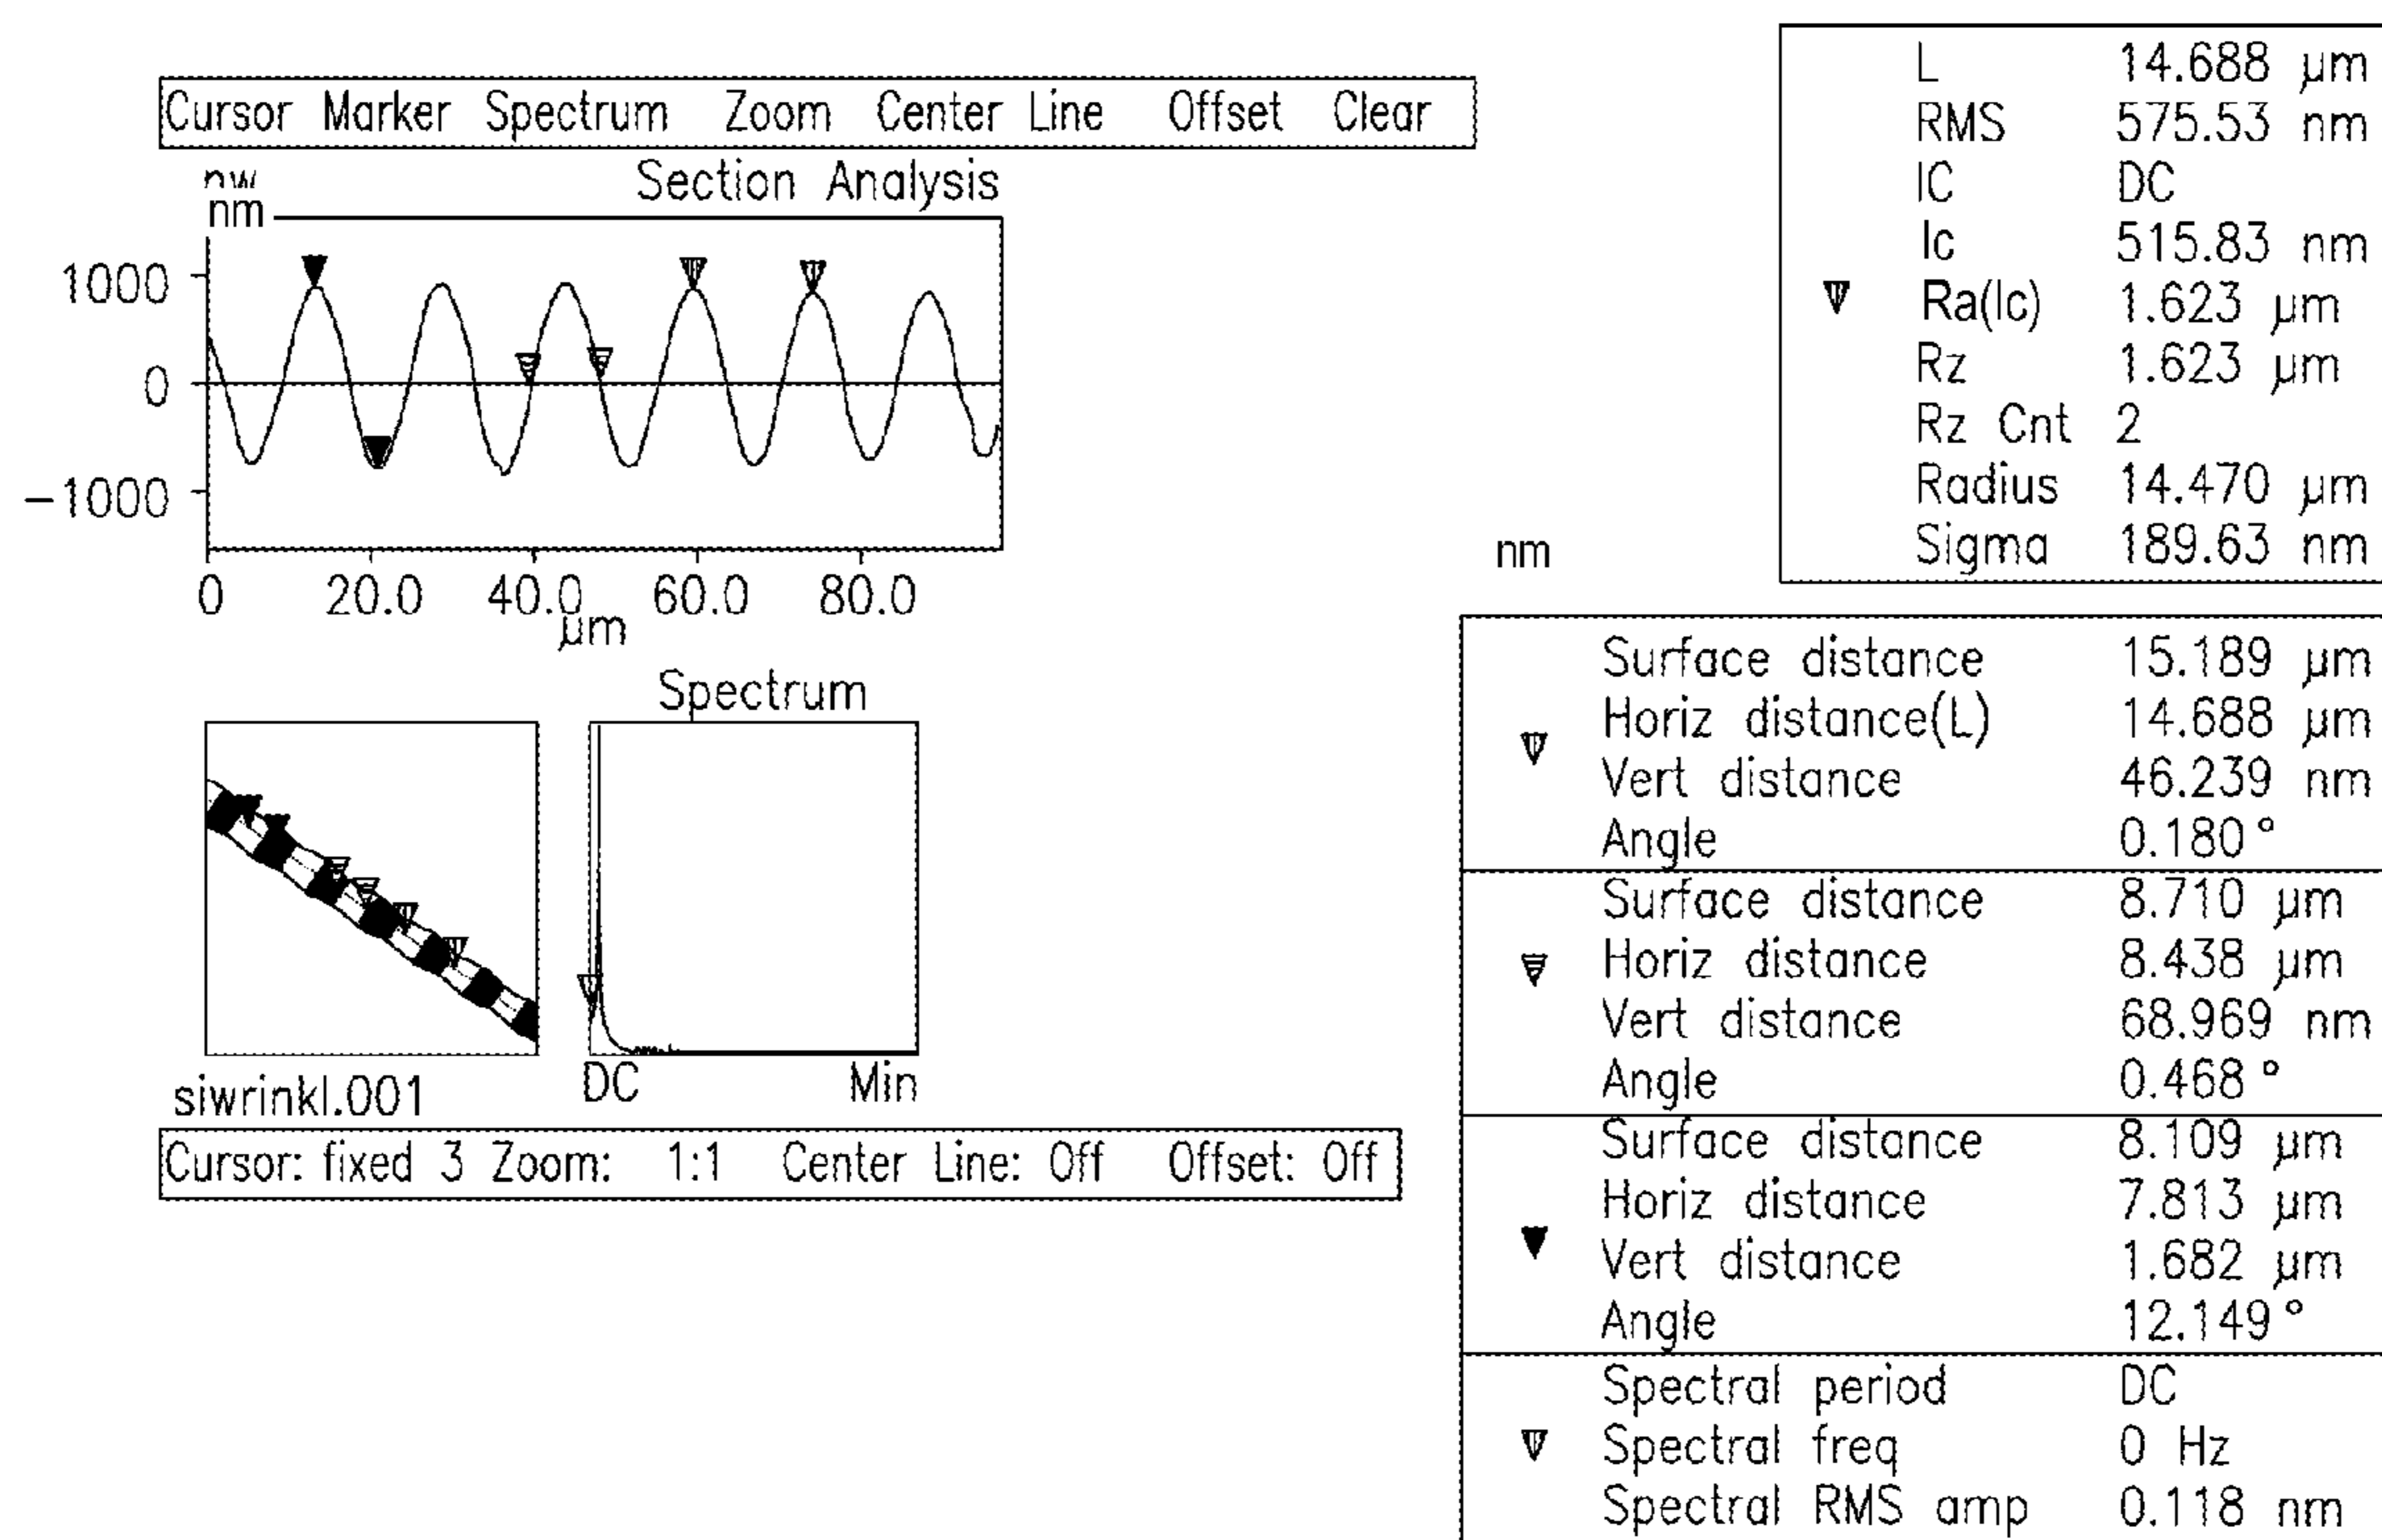 Cursor Marker Spectrum Zoom Center Line Offset Clear
nm Section Analysis
1000
0
-1000
0 20.0 40.0 60.0 80.0
µm
Spectrum
DC Min
siwrinkl.001
Cursor: fixed 3 Zoom: 1:1 Center Line: Off Offset: Off
L 14.688 µm
RMS 575.53 nm
IC DC
Ic 515.83 nm
Ra(Ic) 1.623 µm
Rz 1.623 µm
Rz Cnt 2
Radius 14.470 µm
Sigma 189.63 nm
nm
Surface distance 15.189 µm
Horiz distance(L) 14.688 µm
Vert distance 46.239 nm
Angle 0.180°
Surface distance 8.710 µm
Horiz distance 8.438 µm
Vert distance 68.969 nm
Angle 0.468°
Surface distance 8.109 µm
Horiz distance 7.813 µm
Vert distance 1.682 µm
Angle 12.149°
Spectral period DC
Spectral freq 0 Hz
Spectral RMS amp 0.118 nm